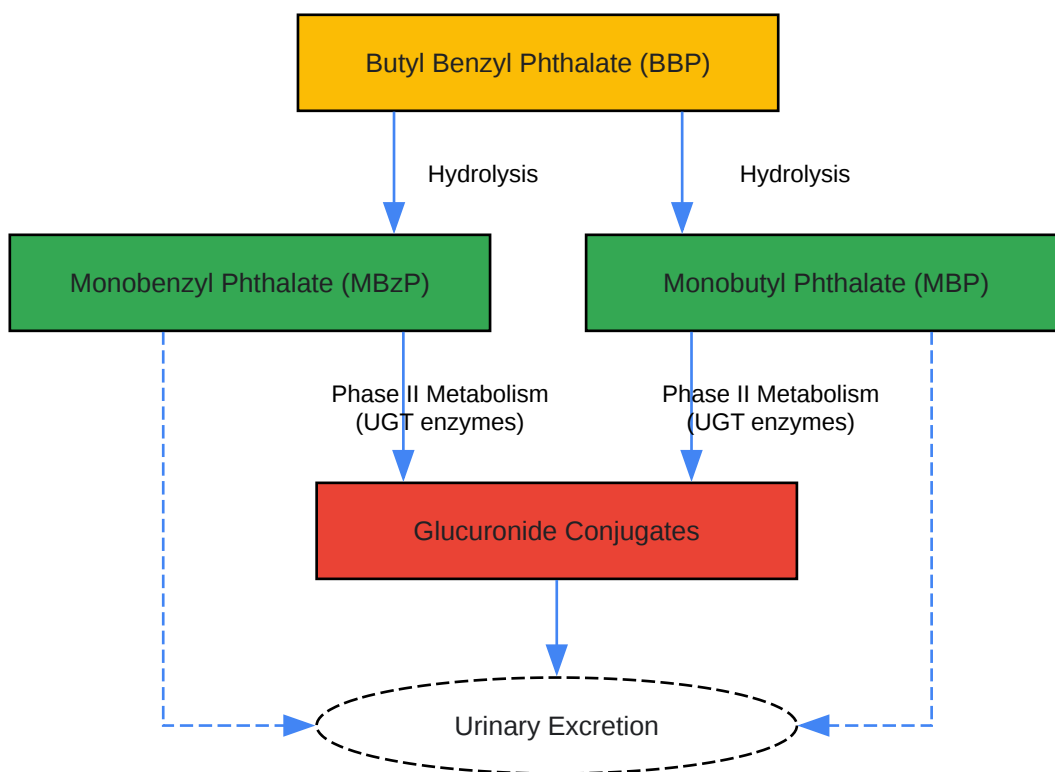 Butyl Benzyl Phthalate (BBP)
Hydrolysis
Hydrolysis
Monobenzyl Phthalate (MBzP)
Monobutyl Phthalate (MBP)
Phase II Metabolism
(UGT enzymes)
Phase II Metabolism
(UGT enzymes)
Glucuronide Conjugates
Urinary Excretion